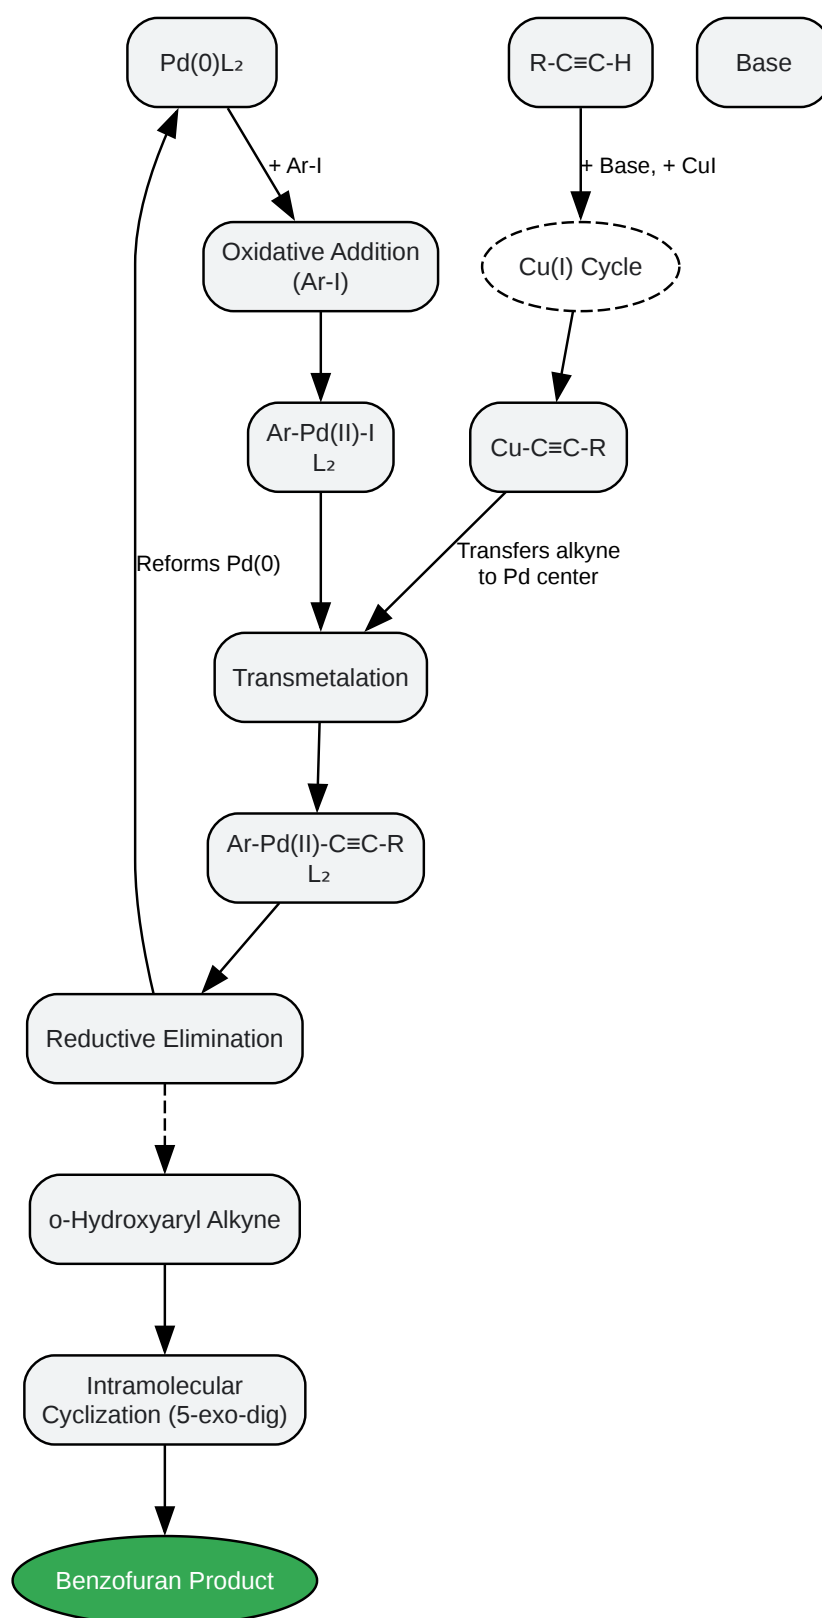 Pd(0)L₂
R-C≡C-H
Base
+ Ar-I
+ Base, + CuI
Oxidative Addition
(Ar-I)
Cu(I) Cycle
Ar-Pd(II)-I
L₂
Cu-C≡C-R
Reforms Pd(0)
Transfers alkyne
to Pd center
Transmetalation
Ar-Pd(II)-C≡C-R
L₂
Reductive Elimination
o-Hydroxyaryl Alkyne
Intramolecular
Cyclization (5-exo-dig)
Benzofuran Product